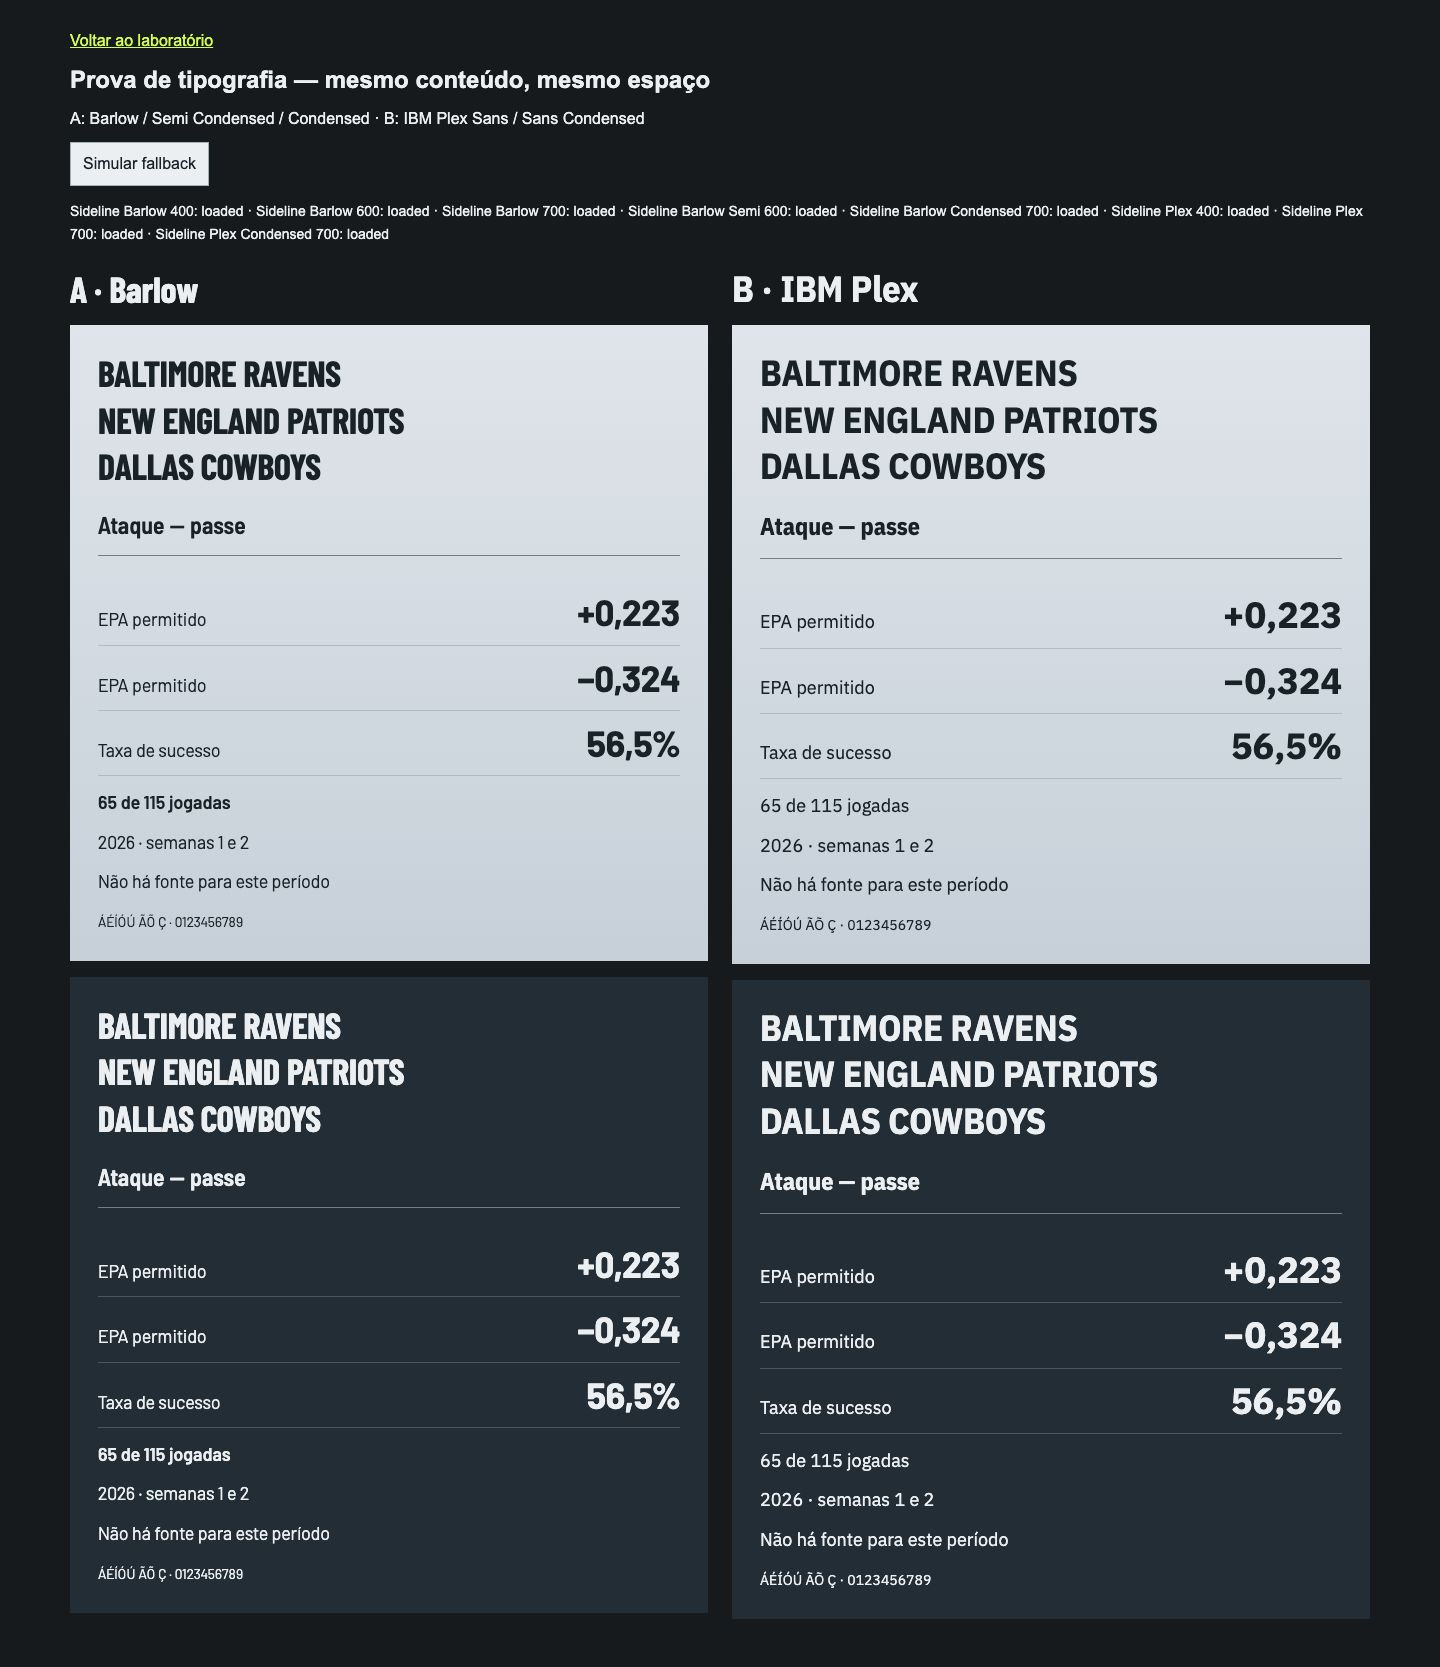 Voltar ao laboratório
Prova de tipografia — mesmo conteúdo, mesmo espaço
A: Barlow / Semi Condensed / Condensed · B: IBM Plex Sans / Sans Condensed
Simular fallback
Sideline Barlow 400: loaded · Sideline Barlow 600: loaded · Sideline Barlow 700: loaded · Sideline Barlow Semi 600: loaded · Sideline Barlow Condensed 700: loaded · Sideline Plex 400: loaded · Sideline Plex
700: loaded · Sideline Plex Condensed 700: loaded
A · Barlow
BALTIMORE RAVENS
NEW ENGLAND PATRIOTS
DALLAS COWBOYS
Ataque — passe
EPA permitido +0,223
EPA permitido −0,324
Taxa de sucesso 56,5%
65 de 115 jogadas
2026 · semanas 1 e 2
Não há fonte para este período
ÁÉÍÓÚ ÃÕ Ç · 0123456789
BALTIMORE RAVENS
NEW ENGLAND PATRIOTS
DALLAS COWBOYS
Ataque — passe
EPA permitido +0,223
EPA permitido −0,324
Taxa de sucesso 56,5%
65 de 115 jogadas
2026 · semanas 1 e 2
Não há fonte para este período
ÁÉÍÓÚ ÃÕ Ç · 0123456789
B · IBM Plex
BALTIMORE RAVENS
NEW ENGLAND PATRIOTS
DALLAS COWBOYS
Ataque — passe
EPA permitido +0,223
EPA permitido −0,324
Taxa de sucesso 56,5%
65 de 115 jogadas
2026 · semanas 1 e 2
Não há fonte para este período
ÁÉÍÓÚ ÃÕ Ç · 0123456789
BALTIMORE RAVENS
NEW ENGLAND PATRIOTS
DALLAS COWBOYS
Ataque — passe
EPA permitido +0,223
EPA permitido −0,324
Taxa de sucesso 56,5%
65 de 115 jogadas
2026 · semanas 1 e 2
Não há fonte para este período
ÁÉÍÓÚ ÃÕ Ç · 0123456789